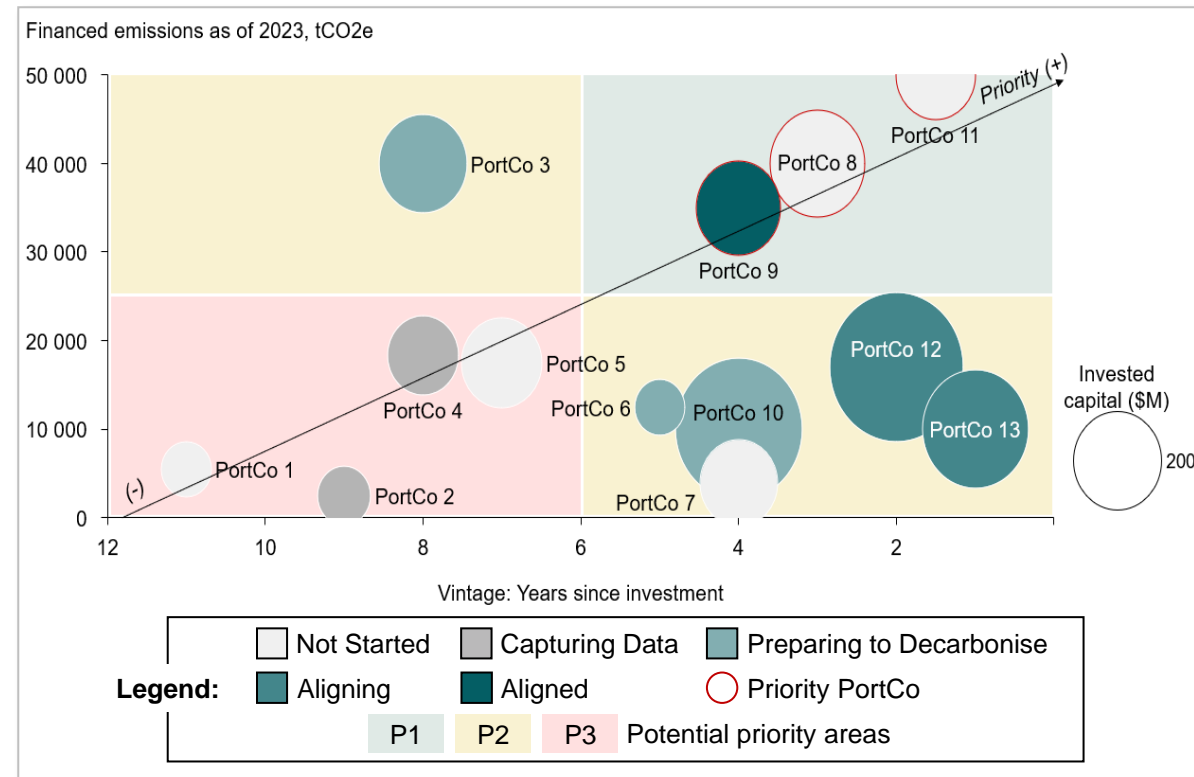 Financed emissions as of 2023, tCO2e
50 000
Priority (+)
PortCo 11
40 000
PortCo 3
PortCo 8
30 000
PortCo 9
20 000
PortCo 12
PortCo 5
Invested
capital ($M)
PortCo 4
PortCo 6
PortCo 10
PortCo 13
10 000
200
PortCo 1
(-)
PortCo 2
PortCo 7
0
12 10 8 6 4 2
Vintage: Years since investment
Not Started Capturing Data Preparing to Decarbonise
Legend: Aligning Aligned Priority PortCo
P1 P2 P3 Potential priority areas